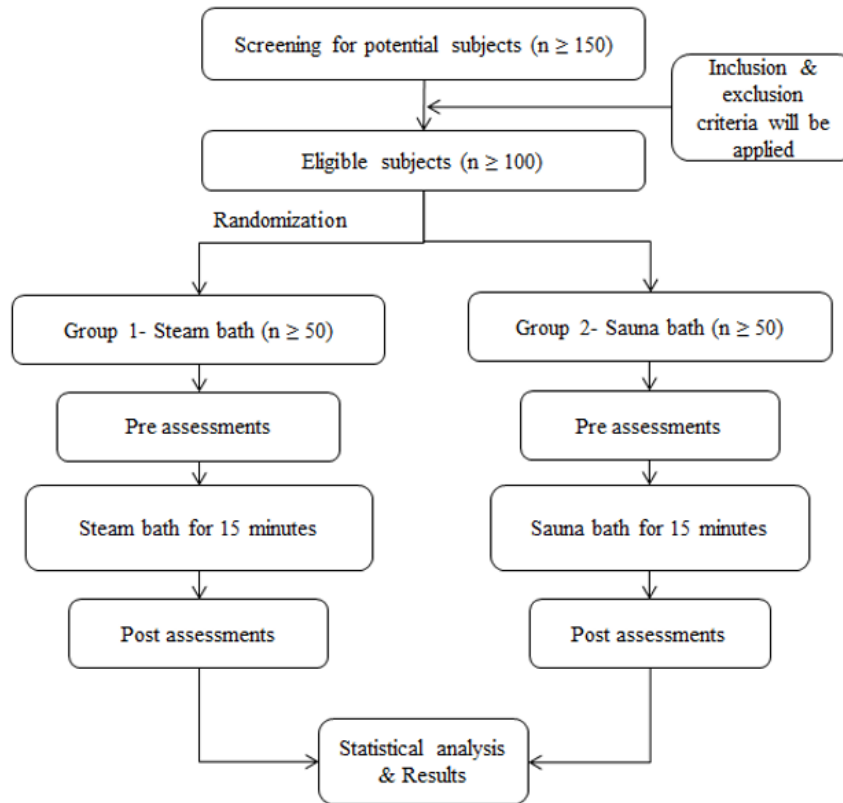 Screening for potential subjects (n ≥ 150)
Inclusion &
exclusion
criteria will be
applied
Eligible subjects (n ≥ 100)
Randomization
Group 1- Steam bath (n ≥ 50)
Group 2- Sauna bath (n ≥ 50)
Pre assessments
Pre assessments
Steam bath for 15 minutes
Sauna bath for 15 minutes
Post assessments
Post assessments
Statistical analysis
& Results